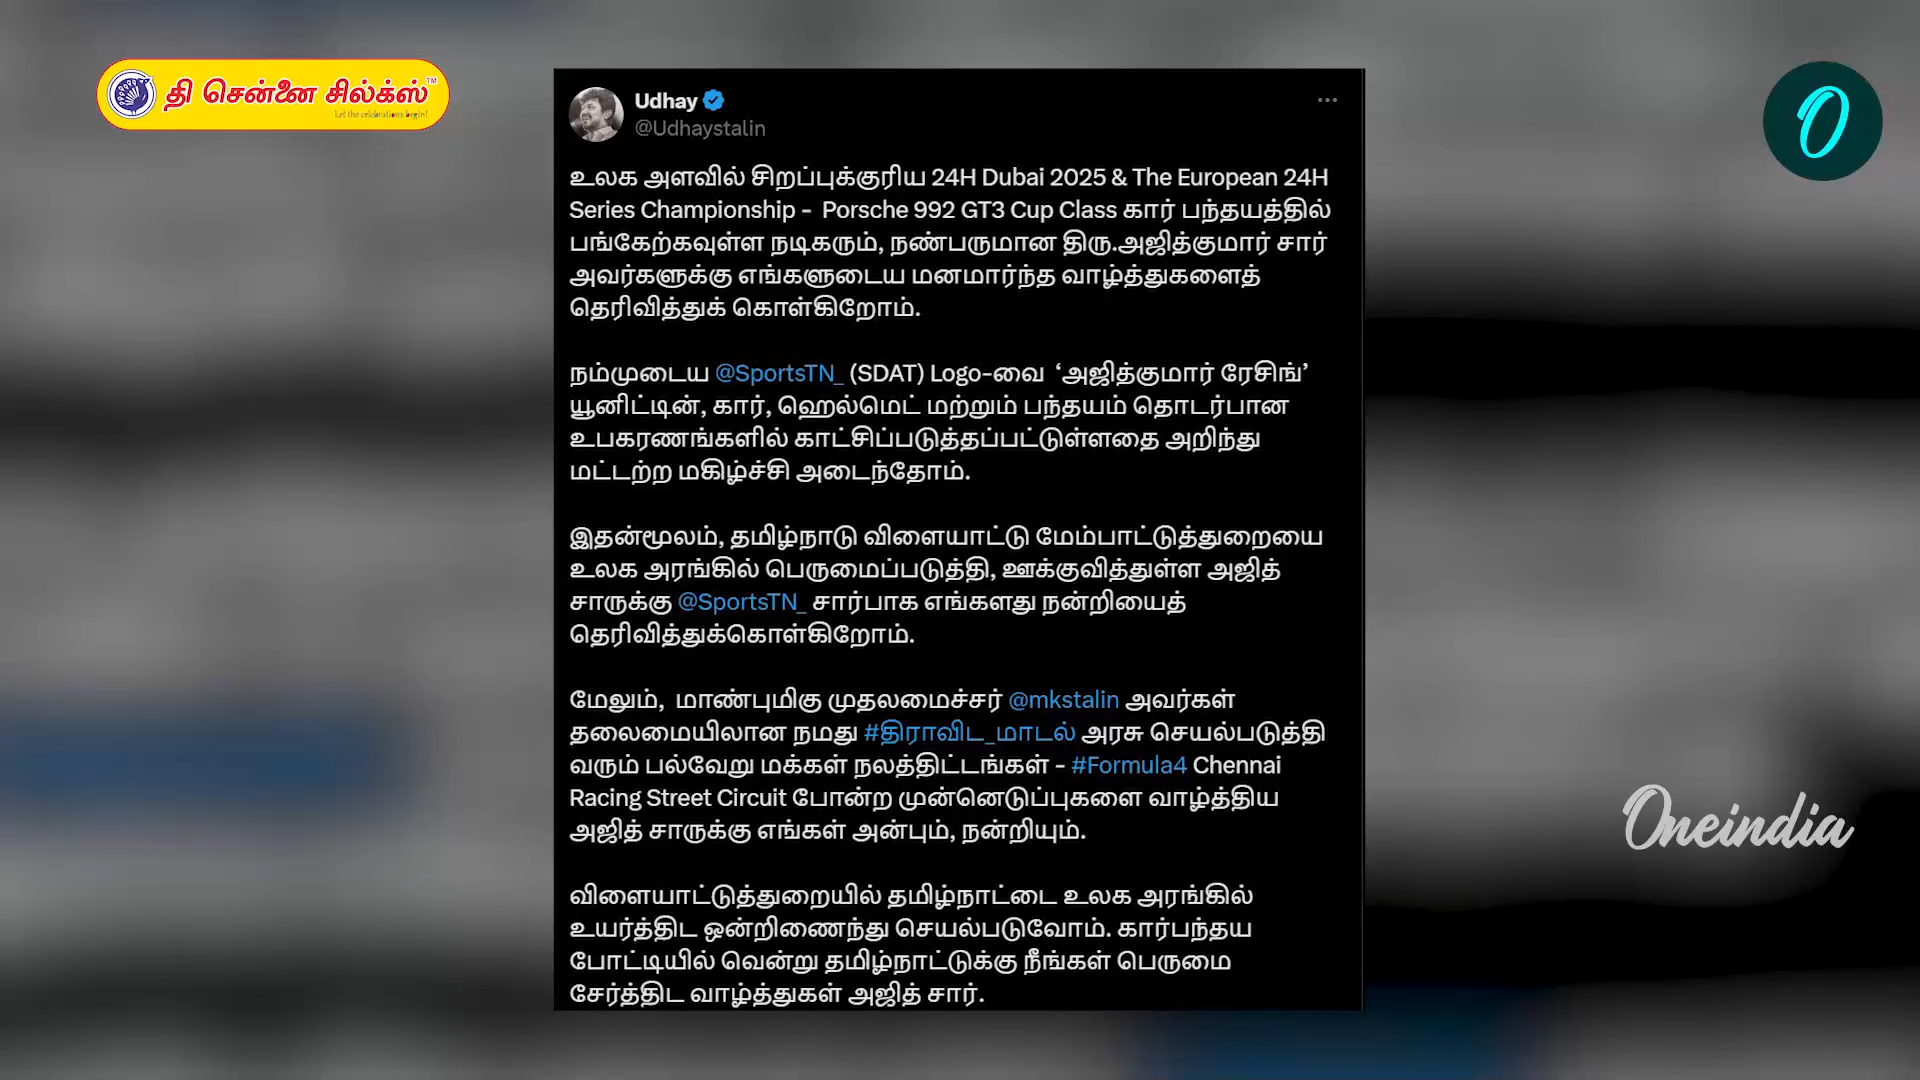 தி சென்னை சில்க்ஸ்™
Let the celebrations begin!
Udhay
@Udhaystalin
உலக அளவில் சிறப்புக்குரிய 24H Dubai 2025 & The European 24H
Series Championship - Porsche 992 GT3 Cup Class கார் பந்தயத்தில்
பங்கேற்கவுள்ள நடிகரும், நண்பருமான திரு.அஜித்குமார் சார்
அவர்களுக்கு எங்களுடைய மனமார்ந்த வாழ்த்துகளைத்
தெரிவித்துக் கொள்கிறோம்.
நம்முடைய @SportsTN_ (SDAT) Logo-வை ‘அஜித்குமார் ரேசிங்’
யூனிட்டின், கார், ஹெல்மெட் மற்றும் பந்தயம் தொடர்பான
உபகரணங்களில் காட்சிப்படுத்தப்பட்டுள்ளதை அறிந்து
மட்டற்ற மகிழ்ச்சி அடைந்தோம்.
இதன்மூலம், தமிழ்நாடு விளையாட்டு மேம்பாட்டுத்துறையை
உலக அரங்கில் பெருமைப்படுத்தி, ஊக்குவித்துள்ள அஜித்
சாருக்கு @SportsTN_ சார்பாக எங்களது நன்றியைத்
தெரிவித்துக்கொள்கிறோம்.
மேலும், மாண்புமிகு முதலமைச்சர் @mkstalin அவர்கள்
தலைமையிலான நமது #திராவிட_மாடல் அரசு செயல்படுத்தி
வரும் பல்வேறு மக்கள் நலத்திட்டங்கள் - #Formula4 Chennai
Racing Street Circuit போன்ற முன்னெடுப்புகளை வாழ்த்திய
அஜித் சாருக்கு எங்கள் அன்பும், நன்றியும்.
விளையாட்டுத்துறையில் தமிழ்நாட்டை உலக அரங்கில்
உயர்த்திட ஒன்றிணைந்து செயல்படுவோம். கார்பந்தய
போட்டியில் வென்று தமிழ்நாட்டுக்கு நீங்கள் பெருமை
சேர்த்திட வாழ்த்துகள் அஜித் சார்.
O
Oneindia